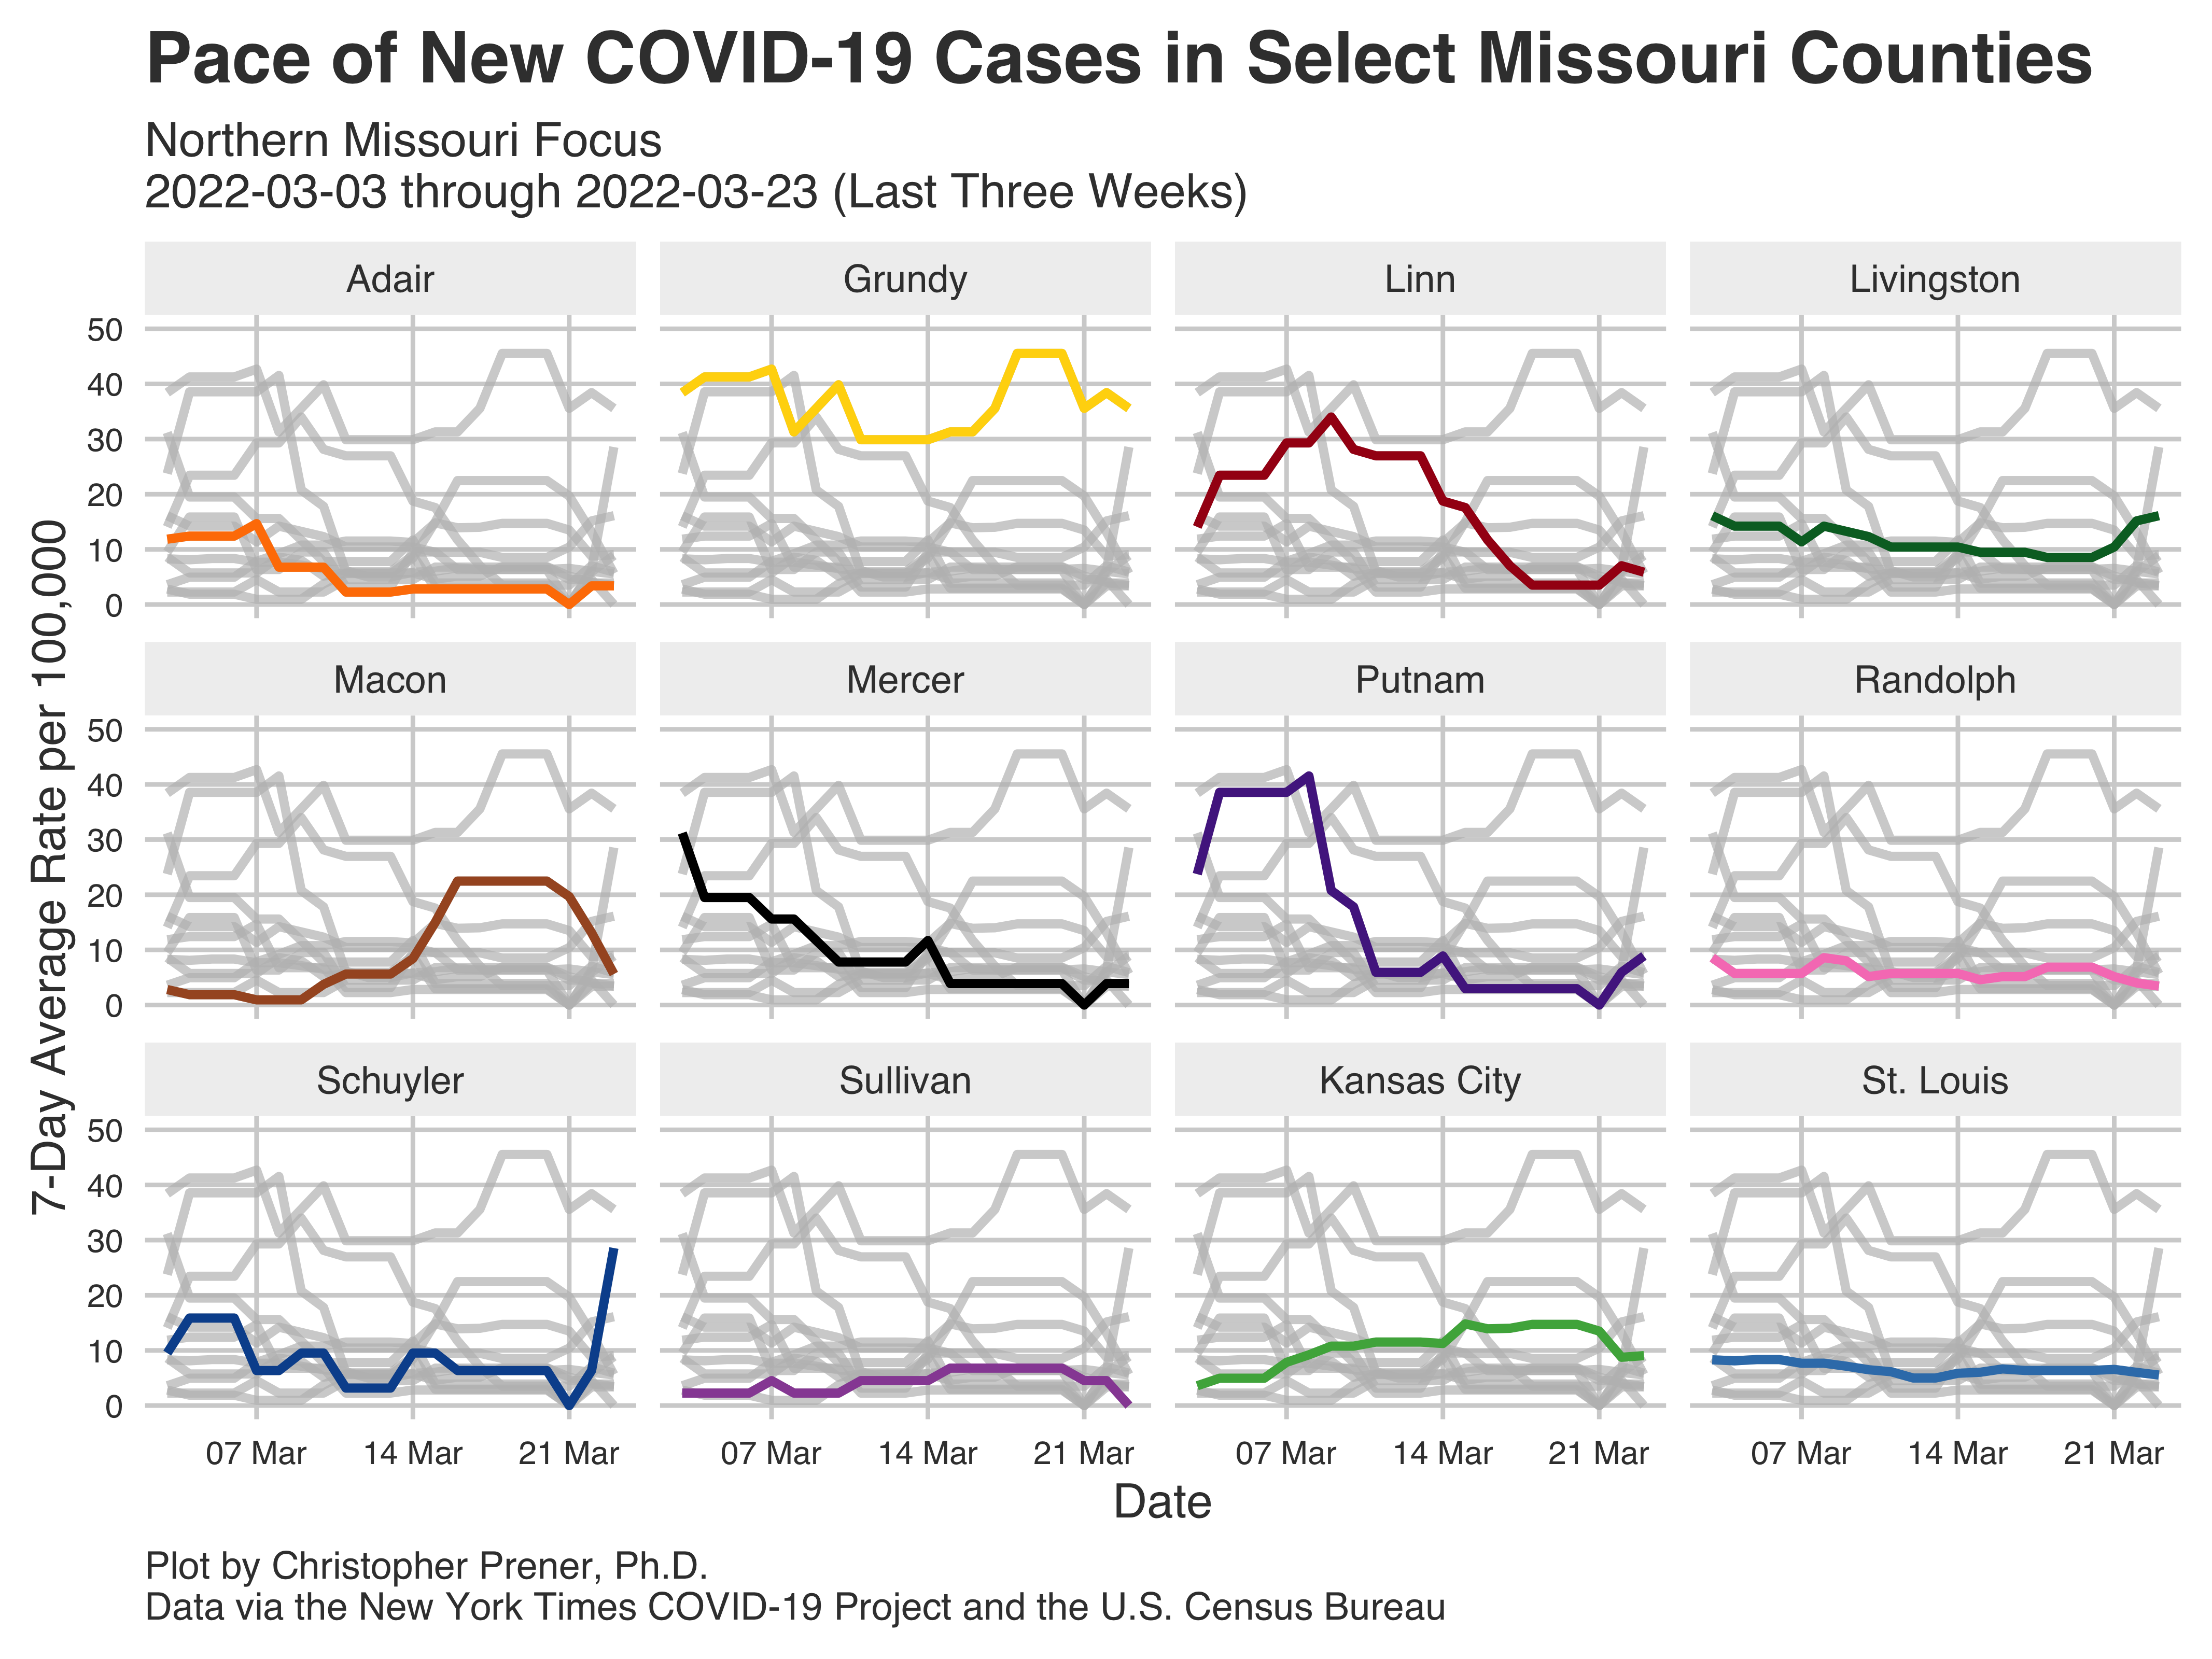 Pace of New COVID-19 Cases in Select Missouri Counties
Northern Missouri Focus
2022-03-03 through 2022-03-23 (Last Three Weeks)
Adair
Grundy
Linn
Livingston
50
40
30
20
10
0
Macon
Mercer
Putnam
Randolph
50
40
30
20
10
0
Schuyler
Sullivan
Kansas City
St. Louis
50
40
30
20
10
0
7-Day Average Rate per 100,000
07 Mar 14 Mar 21 Mar
07 Mar 14 Mar 21 Mar
07 Mar 14 Mar 21 Mar
07 Mar 14 Mar 21 Mar
Date
Plot by Christopher Prener, Ph.D.
Data via the New York Times COVID-19 Project and the U.S. Census Bureau